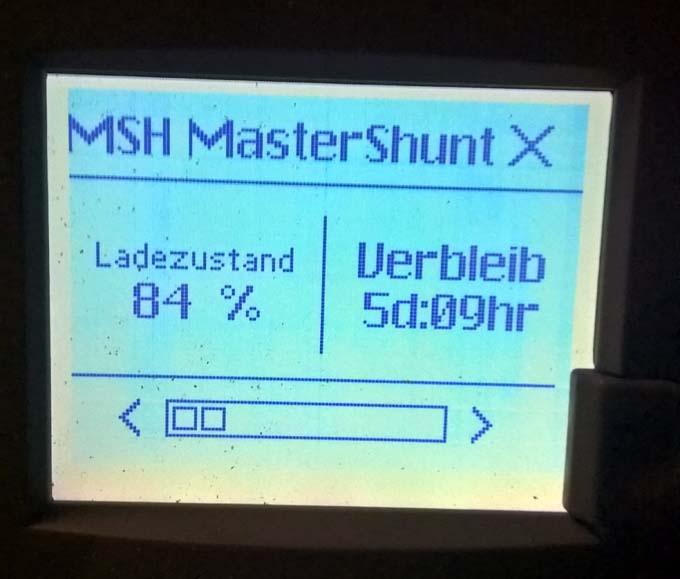 MSH MasterShunt X
Ladezustand
84 %
Verbleib
5d:09hr
< >